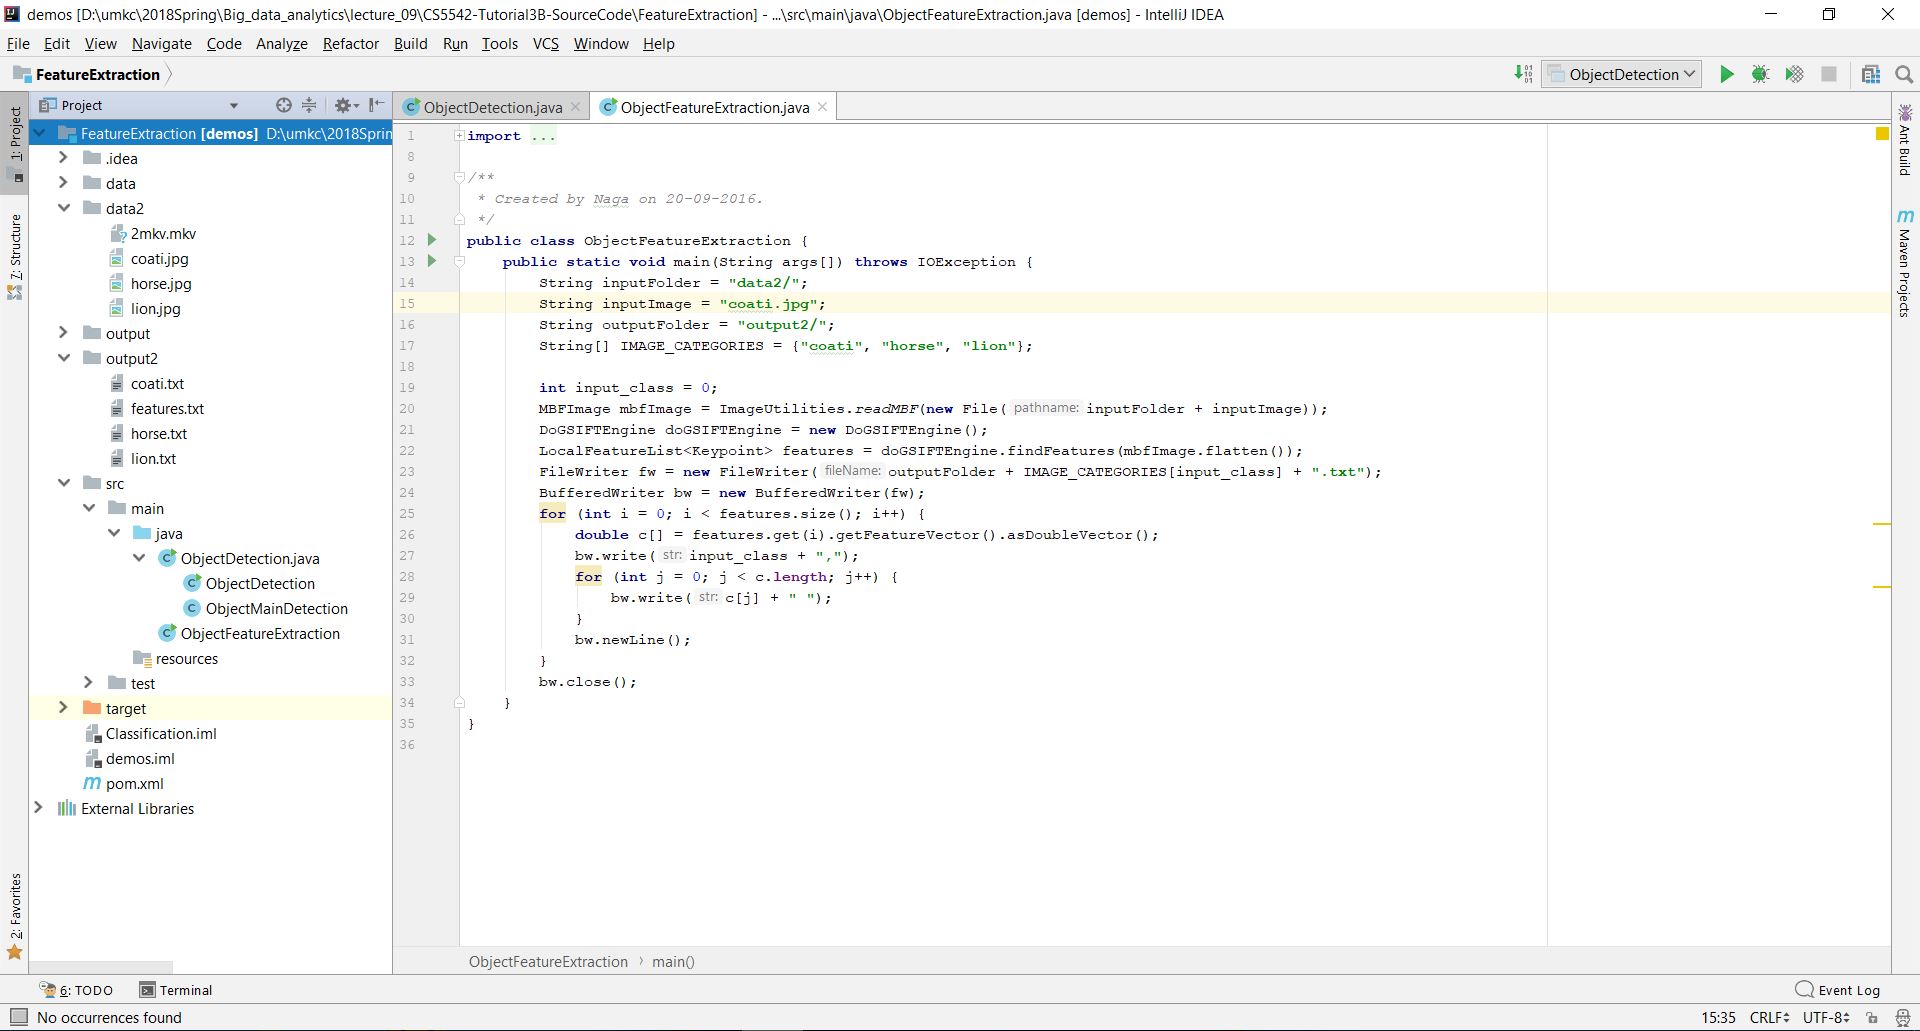 demos [D:\umkc\2018Spring\Big_data_analytics\lecture_09\CS5542-Tutorial3B-SourceCode\FeatureExtraction] - ...\src\main\java\ObjectFeatureExtraction.java [demos] - IntelliJ IDEA
File Edit View Navigate Code Analyze Refactor Build Run Tools VCS Window Help
FeatureExtraction
ObjectDetection
1: Project
7: Structure
2: Favorites
Project
FeatureExtraction [demos] D:\umkc\2018Sprin
.idea
data
data2
2mkv.mkv
coati.jpg
horse.jpg
lion.jpg
output
output2
coati.txt
features.txt
horse.txt
lion.txt
src
main
java
ObjectDetection.java
ObjectDetection
ObjectMainDetection
ObjectFeatureExtraction
resources
test
target
Classification.iml
demos.iml
pom.xml
External Libraries
ObjectDetection.java ObjectFeatureExtraction.java
1 import ...
8
9 /**
10 * Created by Naga on 20-09-2016.
11 */
12 public class ObjectFeatureExtraction {
13 public static void main(String args[]) throws IOException {
14 String inputFolder = "data2/";
15 String inputImage = "coati.jpg";
16 String outputFolder = "output2/";
17 String[] IMAGE_CATEGORIES = {"coati", "horse", "lion"};
18
19 int input_class = 0;
20 MBFImage mbfImage = ImageUtilities.readMBF(new File( pathname: inputFolder + inputImage));
21 DoGSIFTEngine doGSIFTEngine = new DoGSIFTEngine();
22 LocalFeatureList<Keypoint> features = doGSIFTEngine.findFeatures(mbfImage.flatten());
23 FileWriter fw = new FileWriter( fileName: outputFolder + IMAGE_CATEGORIES[input_class] + ".txt");
24 BufferedWriter bw = new BufferedWriter(fw);
25 for (int i = 0; i < features.size(); i++) {
26 double c[] = features.get(i).getFeatureVector().asDoubleVector();
27 bw.write( str: input_class + ",");
28 for (int j = 0; j < c.length; j++) {
29 bw.write( str: c[j] + " ");
30 }
31 bw.newLine();
32 }
33 bw.close();
34 }
35 }
36
ObjectFeatureExtraction › main()
Ant Build
Maven Projects
6: TODO Terminal
Event Log
No occurrences found
15:35 CRLF UTF-8